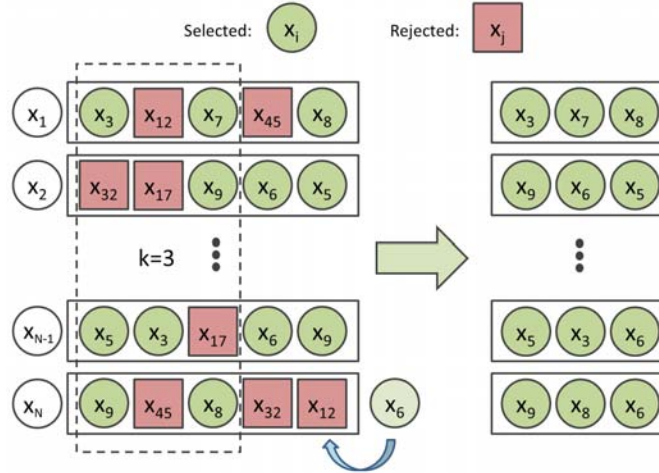 Selected: xi Rejected: xj
x1 x3 x12 x7 x45 x8 x3 x7 x8
x2 x32 x17 x9 x6 x5 x9 x6 x5
k=3
xN-1 x5 x3 x17 x6 x9 x5 x3 x6
xN x9 x45 x8 x32 x12 x6 x9 x8 x6